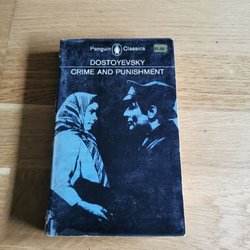 Penguin Classics
DOSTOYEVSKY
CRIME AND PUNISHMENT